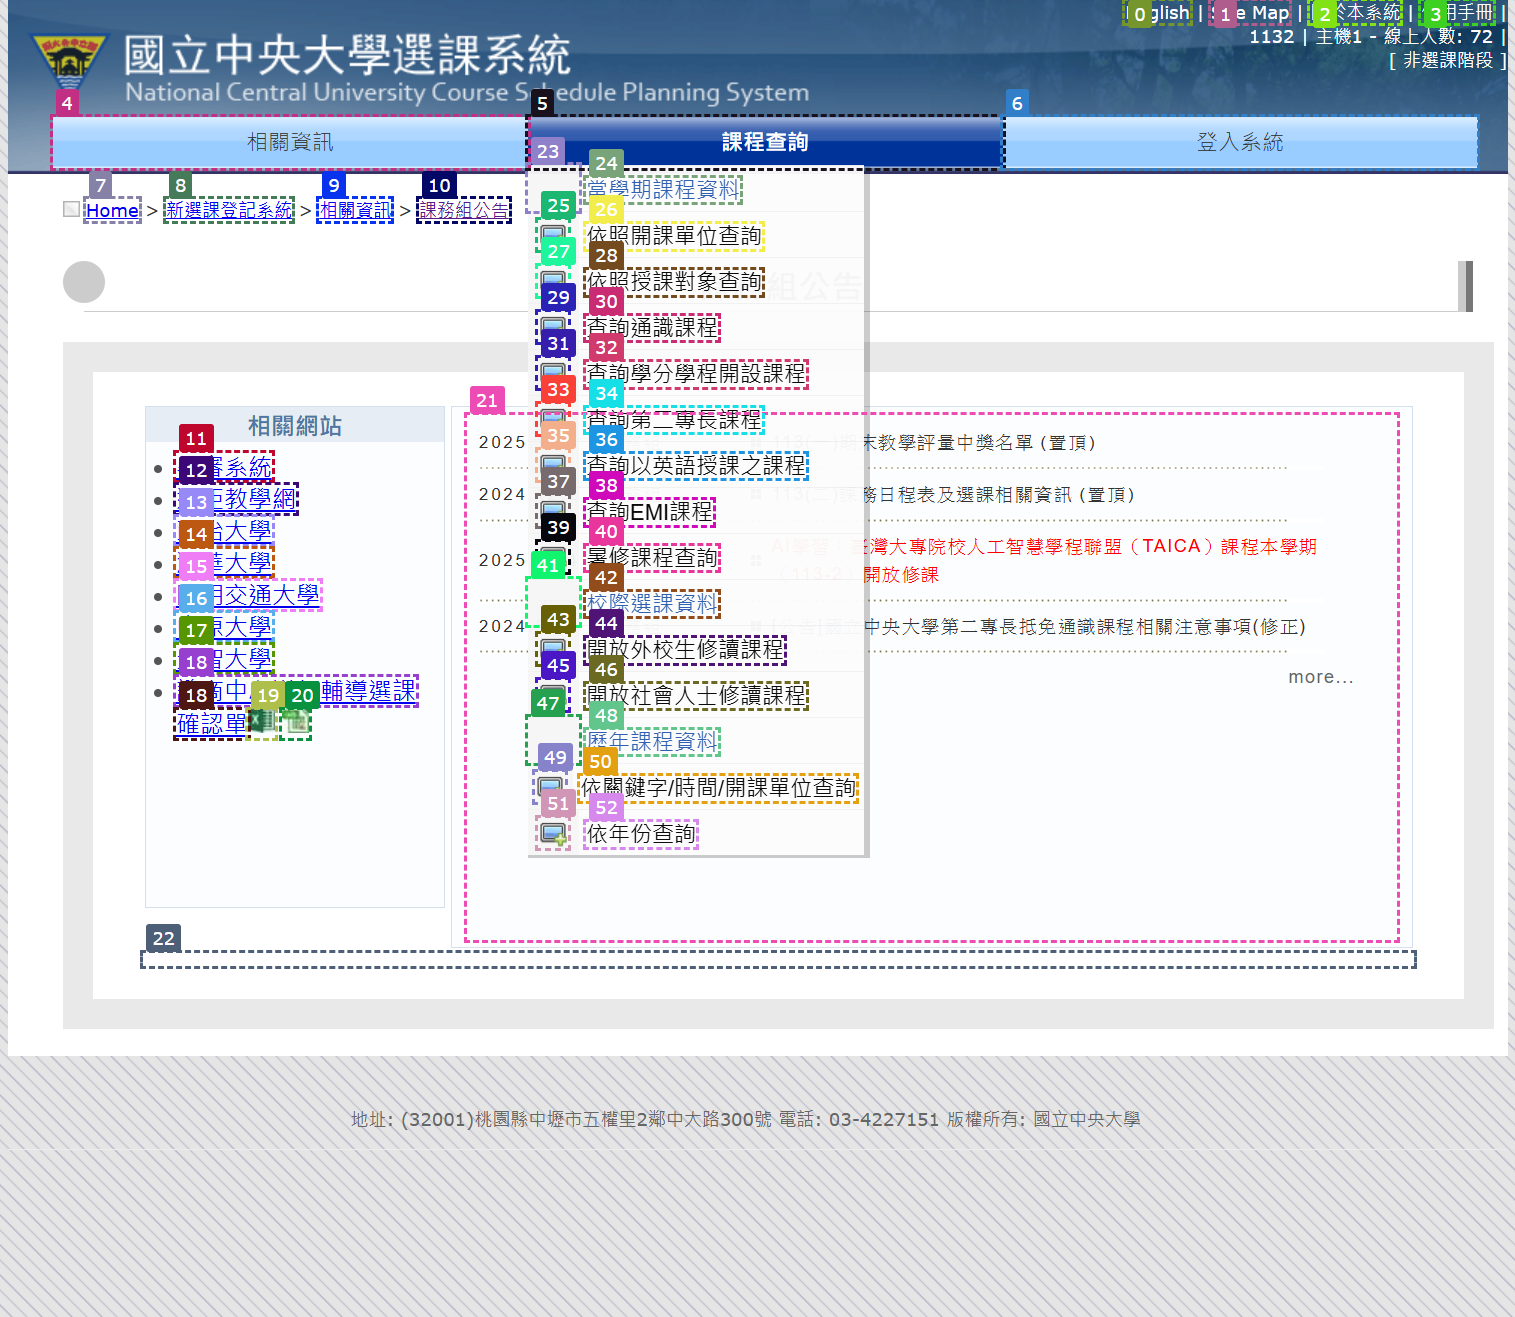 English | Site Map | 關於本系統 | 使用手冊 |
1132 | 主機1 - 線上人數: 72 |
[ 非選課階段 ]
國立中央大學選課系統
National Central University Course Schedule Planning System
相關資訊
課程查詢
登入系統
Home > 新選課登記系統 > 相關資訊 > 課務組公告
組公告
當學期課程資料
依照開課單位查詢
依照授課對象查詢
查詢通識課程
查詢學分學程開設課程
查詢第二專長課程
查詢以英語授課之課程
查詢EMI課程
暑修課程查詢
校際選課資料
開放外校生修讀課程
開放社會人士修讀課程
歷年課程資料
依關鍵字/時間/開課單位查詢
依年份查詢
相關網站
系統
教學網
大學
大學
交通大學
大學
大學
輔導選課
確認單
2025
113(一)期末教學評量中獎名單 (置頂)
2024
113(二)課務日程表及選課相關資訊 (置頂)
2025
臺灣大專院校人工智慧學程聯盟（TAICA）課程本學期
開放修課
2024
中央大學第二專長抵免通識課程相關注意事項(修正)
more...
地址: (32001)桃園縣中壢市五權里2鄰中大路300號 電話: 03-4227151 版權所有: 國立中央大學
0
1
2
3
4
5
6
7
8
9
10
11
12
13
14
15
16
17
18
18
19
20
21
22
23
24
25
26
27
28
29
30
31
32
33
34
35
36
37
38
39
40
41
42
43
44
45
46
47
48
49
50
51
52